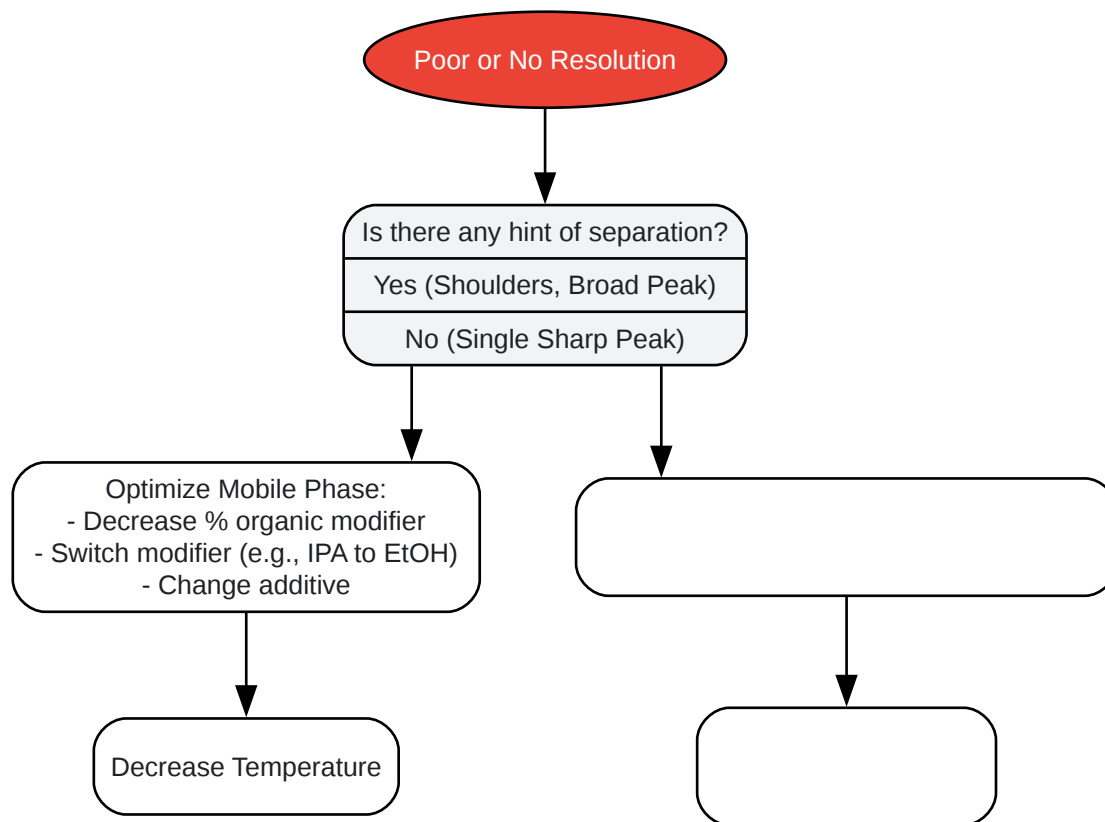 Poor or No Resolution
Is there any hint of separation?
Yes (Shoulders, Broad Peak)
No (Single Sharp Peak)
Optimize Mobile Phase:
- Decrease % organic modifier
- Switch modifier (e.g., IPA to EtOH)
- Change additive
Decrease Temperature